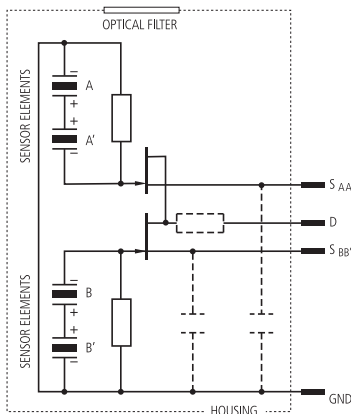 OPTICAL FILTER
SENSOR ELEMENTS
−
A
+
+
A'
−
S AA'
D
S BB'
SENSOR ELEMENTS
−
B
+
+
B'
−
GND
HOUSING